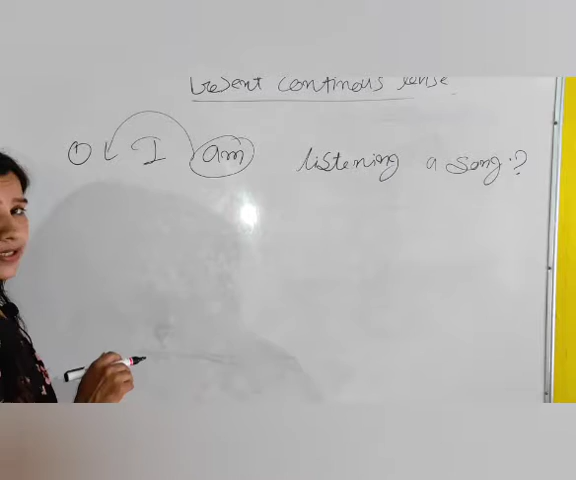 Present continous tense
① I am listening a song.?